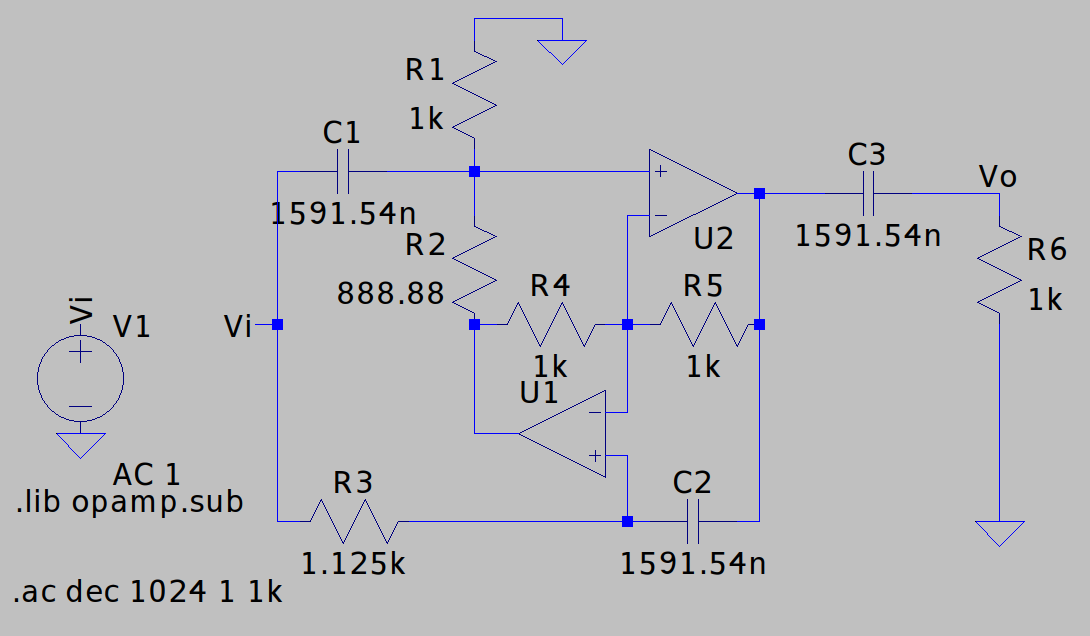 R1
1k
C1
1591.54n
C3
Vo
1591.54n
U2
R2
888.88
R6
1k
R4
1k
R5
1k
Vi
V1
Vi
U1
AC 1
.lib opamp.sub
R3
1.125k
C2
1591.54n
.ac dec 1024 1 1k